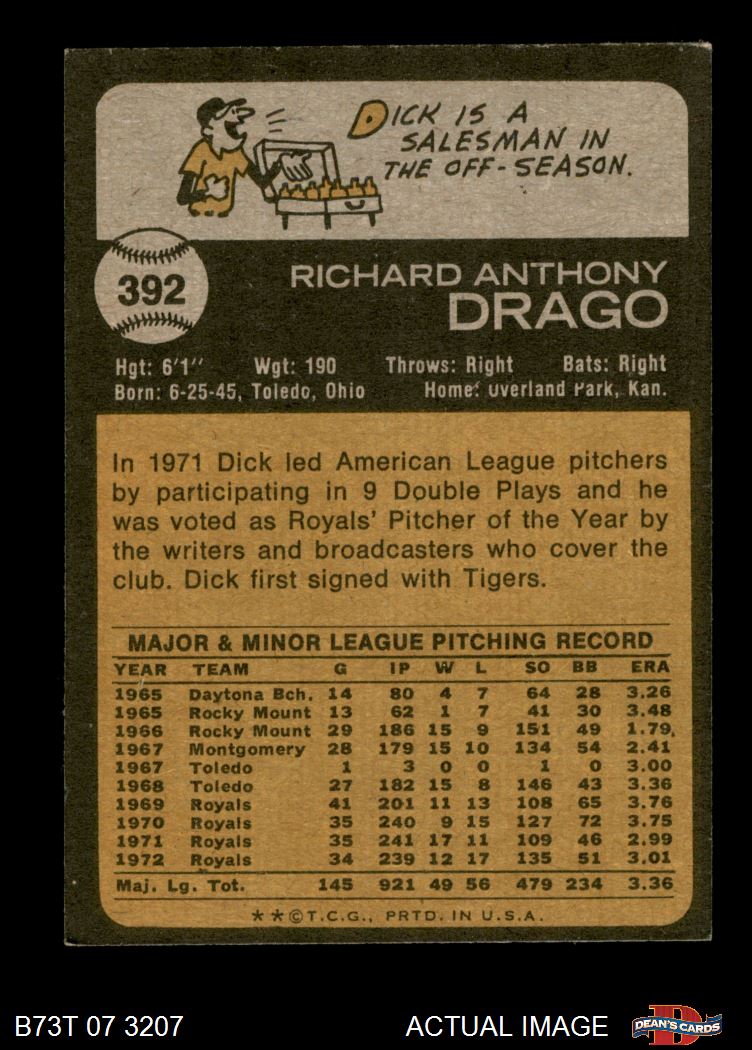 DICK IS A
SALESMAN IN
THE OFF-SEASON.
392
RICHARD ANTHONY
DRAGO
Hgt: 6'1" Wgt: 190 Throws: Right Bats: Right
Born: 6-25-45, Toledo, Ohio Home: Overland Park, Kan.
In 1971 Dick led American League pitchers
by participating in 9 Double Plays and he
was voted as Royals' Pitcher of the Year by
the writers and broadcasters who cover the
club. Dick first signed with Tigers.
MAJOR & MINOR LEAGUE PITCHING RECORD
YEAR TEAM G IP W L SO BB ERA
1965 Daytona Bch. 14 80 4 7 64 28 3.26
1965 Rocky Mount 13 62 1 7 41 30 3.48
1966 Rocky Mount 29 186 15 9 151 49 1.79
1967 Montgomery 28 179 15 10 134 54 2.41
1967 Toledo 1 3 0 0 1 0 3.00
1968 Toledo 27 182 15 8 146 43 3.36
1969 Royals 41 201 11 13 108 65 3.76
1970 Royals 35 240 9 15 127 72 3.75
1971 Royals 35 241 17 11 109 46 2.99
1972 Royals 34 239 12 17 135 51 3.01
Maj. Lg. Tot. 145 921 49 56 479 234 3.36
**©T.C.G., PRTD. IN U.S.A.
B73T 07 3207 ACTUAL IMAGE DEAN'S CARDS